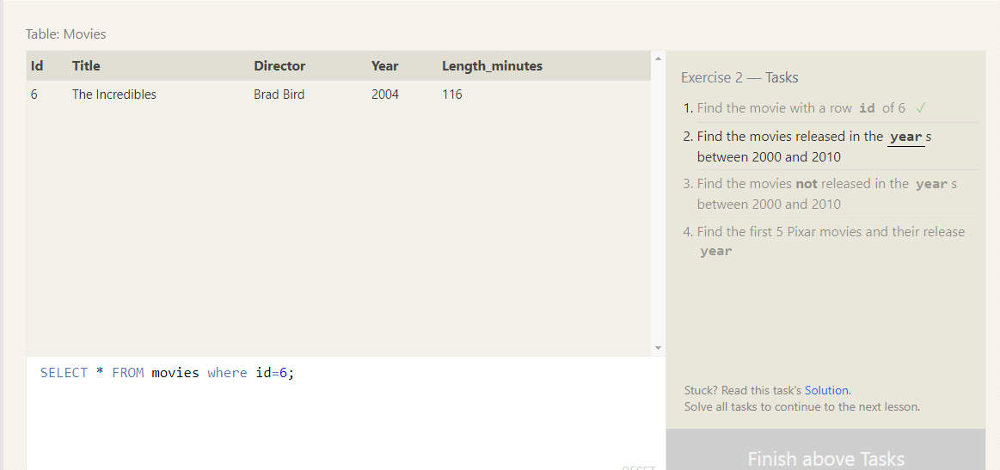 Table: Movies
Id Title Director Year Length_minutes
6 The Incredibles Brad Bird 2004 116
SELECT * FROM movies where id=6;
RESET
Exercise 2 — Tasks
1. Find the movie with a row id of 6 ✓
2. Find the movies released in the year s
between 2000 and 2010
3. Find the movies not released in the year s
between 2000 and 2010
4. Find the first 5 Pixar movies and their release
year
Stuck? Read this task's Solution.
Solve all tasks to continue to the next lesson.
Finish above Tasks